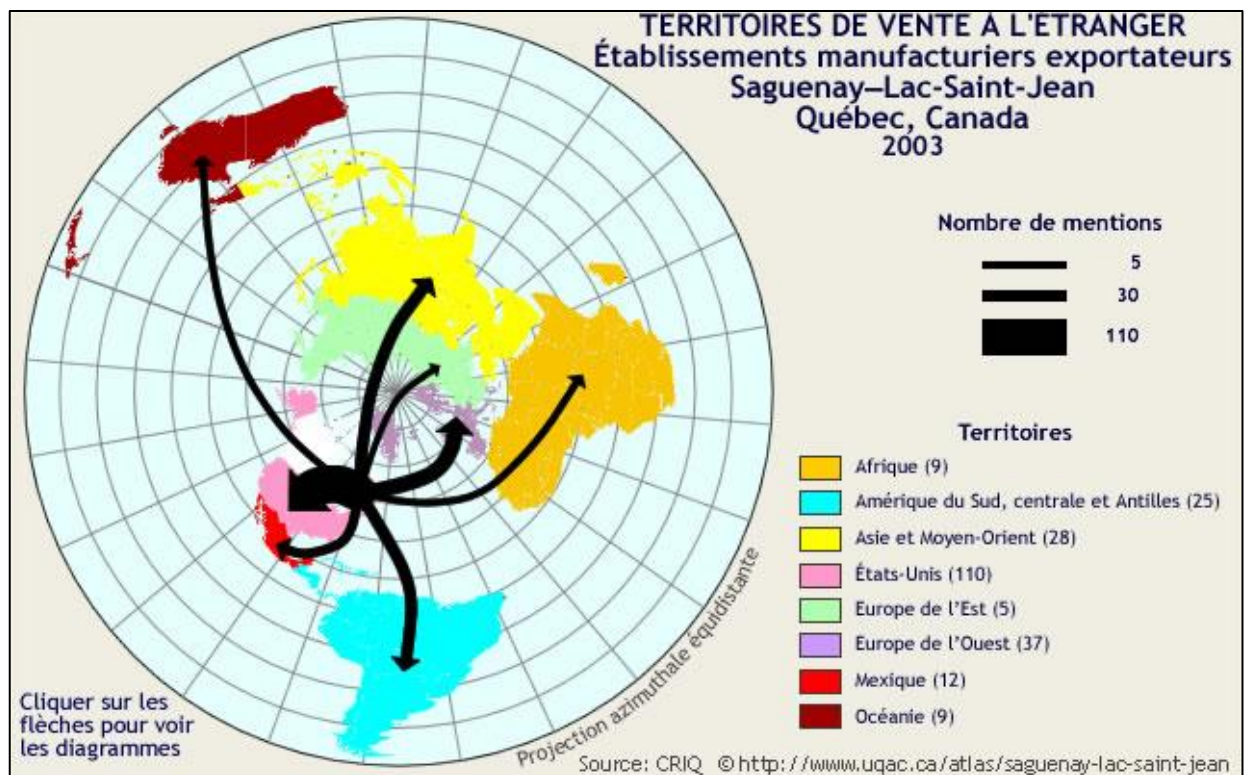 TERRITOIRES DE VENTE À L'ÉTRANGER
Établissements manufacturiers exportateurs
Saguenay—Lac-Saint-Jean
Québec, Canada
2003
Nombre de mentions
5
30
110
Territoires
Afrique (9)
Amérique du Sud, centrale et Antilles (25)
Asie et Moyen-Orient (28)
États-Unis (110)
Europe de l'Est (5)
Europe de l'Ouest (37)
Mexique (12)
Océanie (9)
Projection azimuthale équidistante
Cliquer sur les
flèches pour voir
les diagrammes
Source: CRIQ ©http://www.uqac.ca/atlas/saguenay-lac-saint-jean